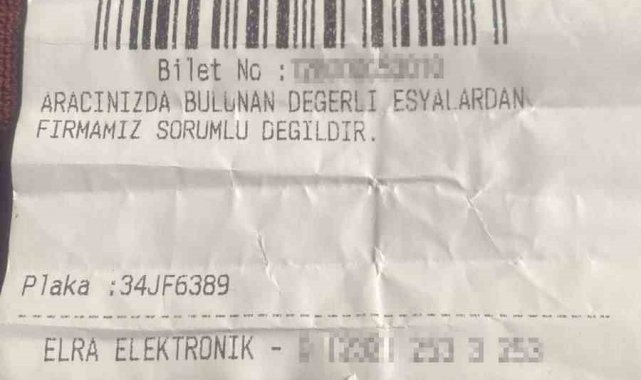 Bilet No :
ARACINIZDA BULUNAN DEGERLI ESYALARDAN
FIRMAMIZ SORUMLU DEGILDIR.
Plaka :34JF6389
ELRA ELEKTRONIK -